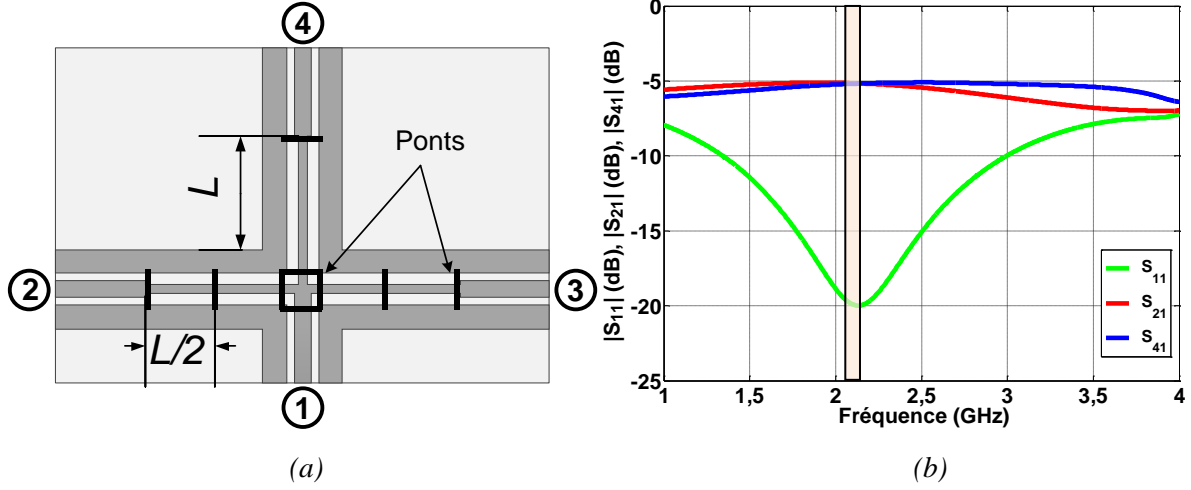 4
Ponts
L
2
3
L/2
1
(a)
|S11| (dB), |S21| (dB), |S41| (dB)
0
-5
-10
-15
-20
-25
S11
S21
S41
1
1,5
2
2,5
3
3,5
4
Fréquence (GHz)
(b)